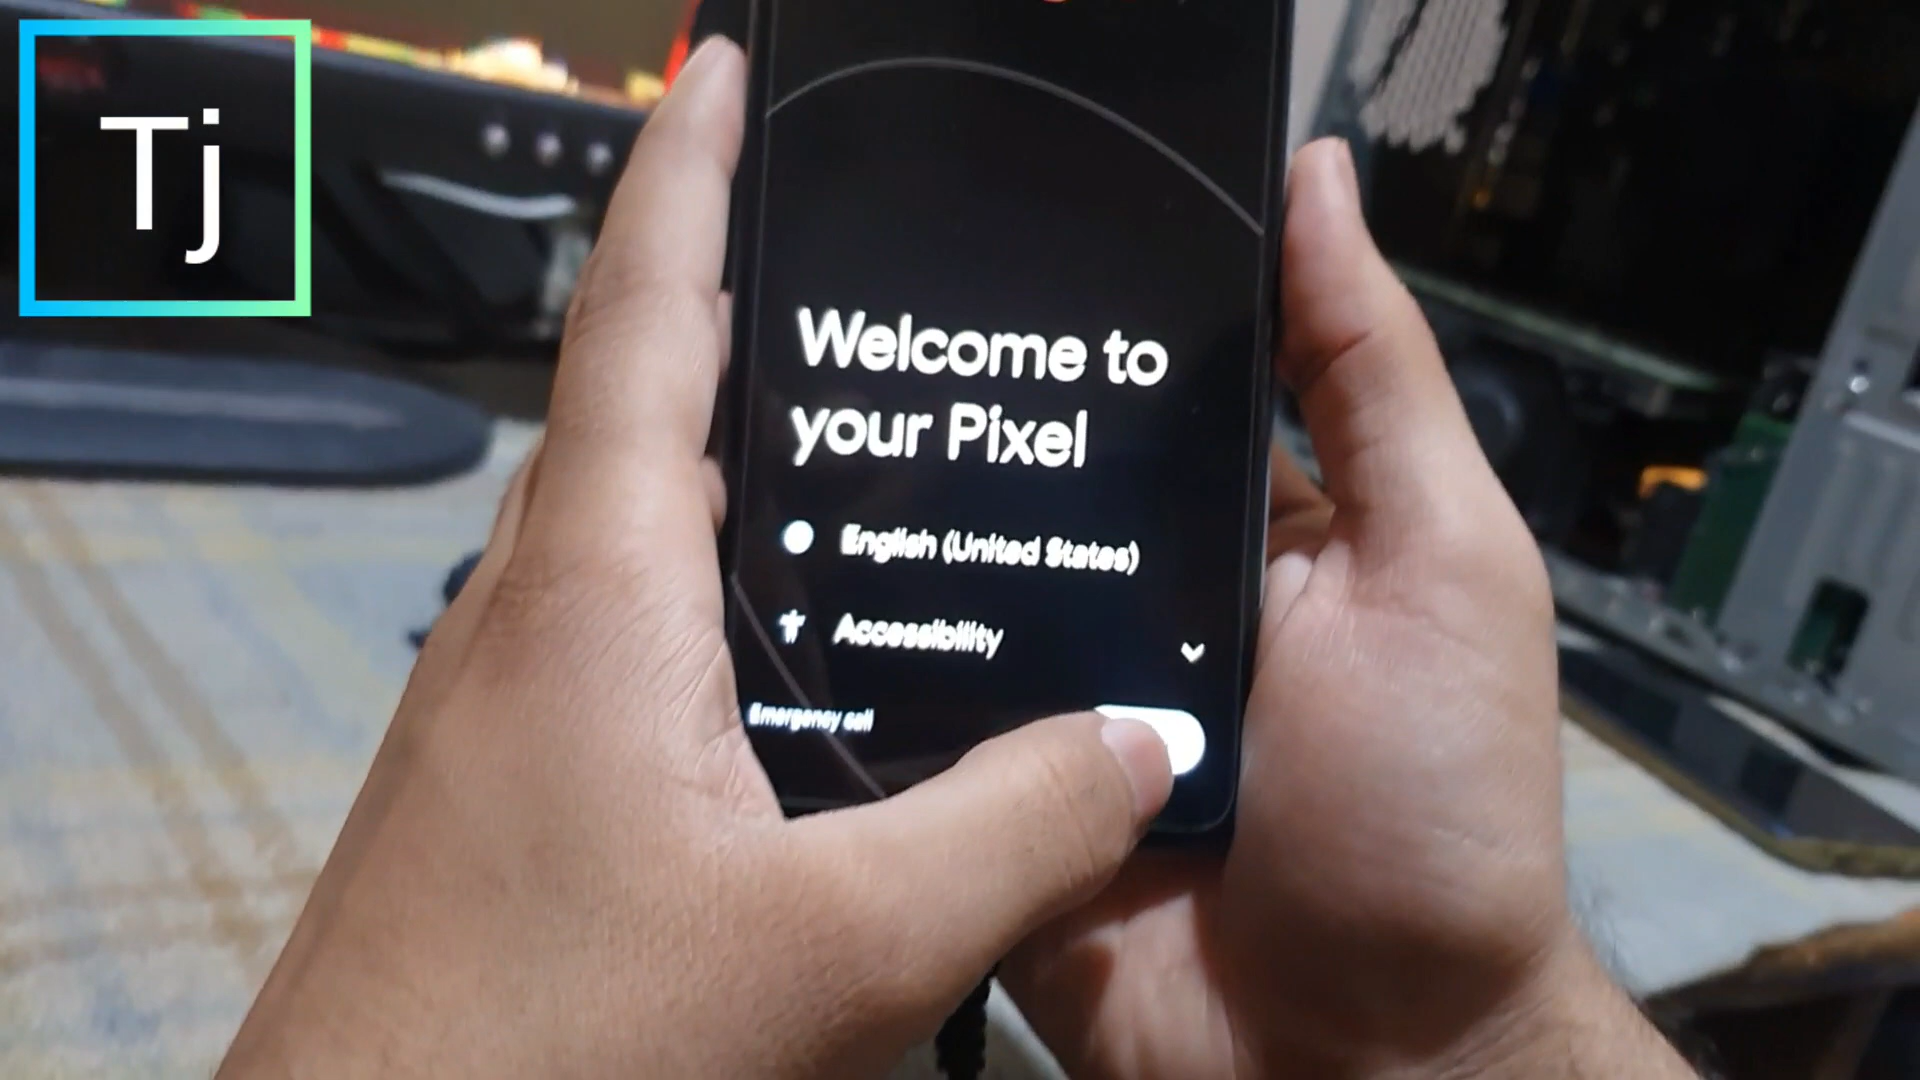 Tj
Welcome to
your Pixel
English (United States)
Accessibility
Emergency call